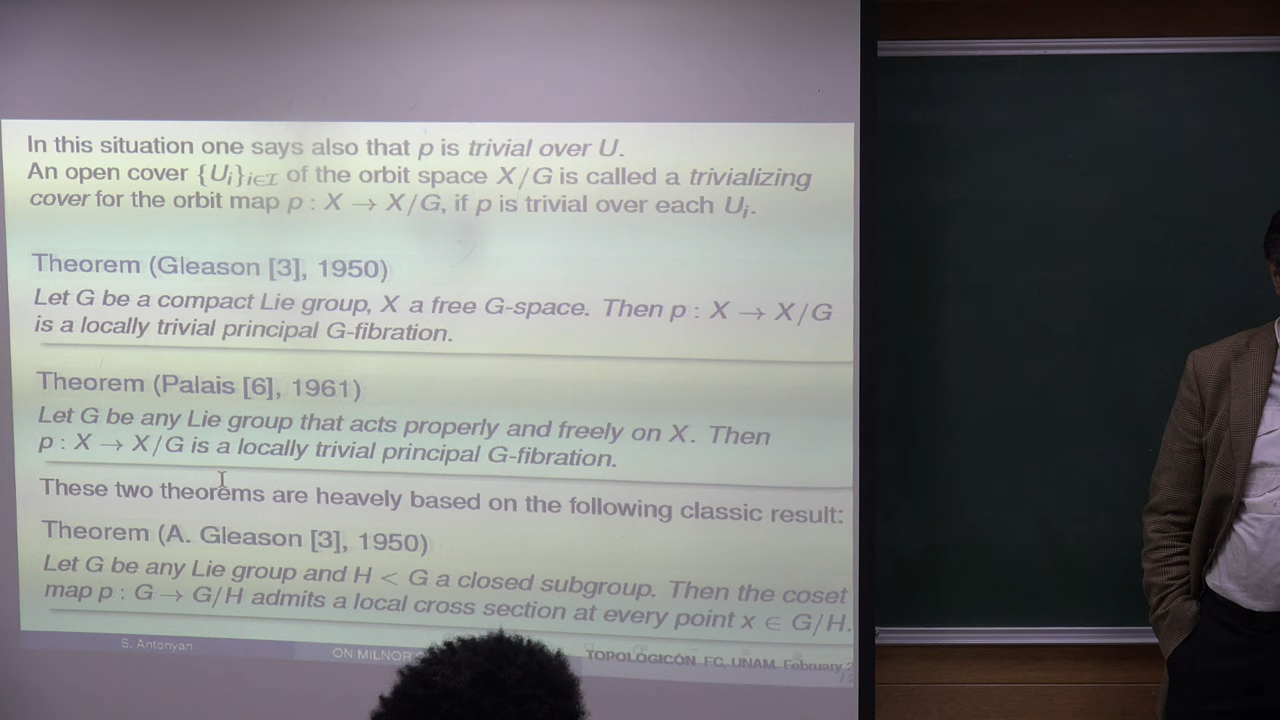 In this situation one says also that p is trivial over U.
An open cover {U_i}_{i∈I} of the orbit space X/G is called a trivializing
cover for the orbit map p : X → X/G, if p is trivial over each U_i.
Theorem (Gleason [3], 1950)
Let G be a compact Lie group, X a free G-space. Then p : X → X/G
is a locally trivial principal G-fibration.
Theorem (Palais [6], 1961)
Let G be any Lie group that acts properly and freely on X. Then
p : X → X/G is a locally trivial principal G-fibration.
These two theorems are heavely based on the following classic result:
Theorem (A. Gleason [3], 1950)
Let G be any Lie group and H < G a closed subgroup. Then the coset
map p : G → G/H admits a local cross section at every point x ∈ G/H.
S. Antonyan
ON MILNOR
TOPOLÓGICÓN, FC, UNAM, February